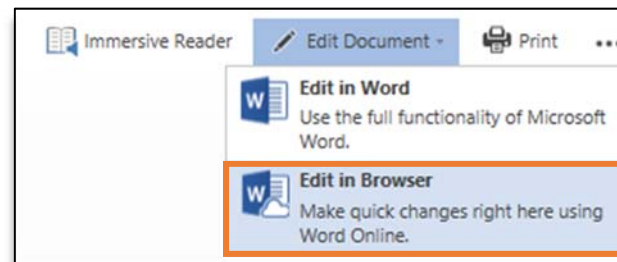 Immersive Reader Edit Document Print ...
Edit in Word
Use the full functionality of Microsoft
Word.
Edit in Browser
Make quick changes right here using
Word Online.